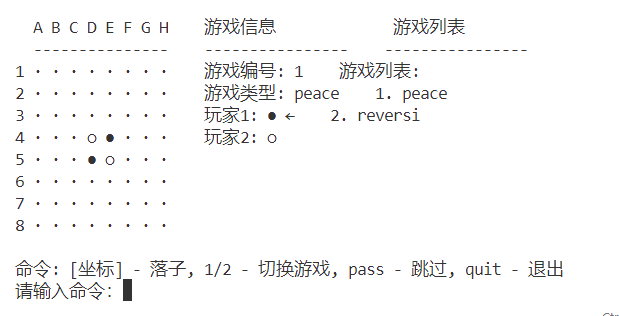 A B C D E F G H    游戏信息             游戏列表
---------------    ----------------    ----------------
1 · · · · · · · ·    游戏编号: 1    游戏列表:
2 · · · · · · · ·    游戏类型: peace    1. peace
3 · · · · · · · ·    玩家1: ● ←    2. reversi
4 · · · ○ ● · · ·    玩家2: ○
5 · · · ● ○ · · ·
6 · · · · · · · ·
7 · · · · · · · ·
8 · · · · · · · ·
命令: [坐标] - 落子, 1/2 - 切换游戏, pass - 跳过, quit - 退出
请输入命令: